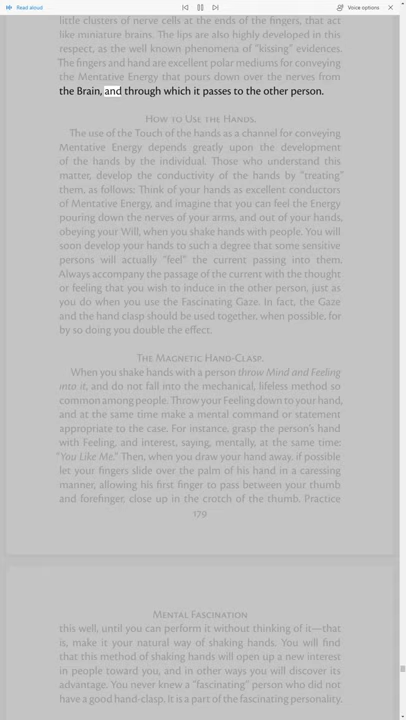 Read aloud
Voice options
little clusters of nerve cells at the ends of the fingers, that act
like miniature brains. The lips are also highly developed in this
respect, as the well known phenomena of "kissing" evidences.
The fingers and hand are excellent polar mediums for conveying
the Mentative Energy that pours down over the nerves from
the Brain, and through which it passes to the other person.
How to Use the Hands.
The use of the Touch of the hands as a channel for conveying
Mentative Energy depends greatly upon the development
of the hands by the individual. Those who understand this
matter, develop the conductivity of the hands by "treating"
them, as follows: Think of your hands as excellent conductors
of Mentative Energy, and imagine that you can feel the Energy
pouring down the nerves of your arms, and out of your hands,
obeying your Will, when you shake hands with people. You will
soon develop your hands to such a degree that some sensitive
persons will actually "feel" the current passing into them.
Always accompany the passage of the current with the thought
or feeling that you wish to induce in the other person, just as
you do when you use the Fascinating Gaze. In fact, the Gaze
and the hand clasp should be used together, when possible, for
by so doing you double the effect.
The Magnetic Hand-Clasp.
When you shake hands with a person throw Mind and Feeling
into it, and do not fall into the mechanical, lifeless method so
common among people. Throw your Feeling down to your hand,
and at the same time make a mental command or statement
appropriate to the case. For instance, grasp the person's hand
with Feeling, and interest, saying, mentally, at the same time:
"You Like Me." Then, when you draw your hand away, if possible
let your fingers slide over the palm of his hand in a caressing
manner, allowing his first finger to pass between your thumb
and forefinger, close up in the crotch of the thumb. Practice
179
Mental Fascination
this well, until you can perform it without thinking of it—that
is, make it your natural way of shaking hands. You will find
that this method of shaking hands will open up a new interest
in people toward you, and in other ways you will discover its
advantage. You never knew a "fascinating" person who did not
have a good hand-clasp. It is a part of the fascinating personality.